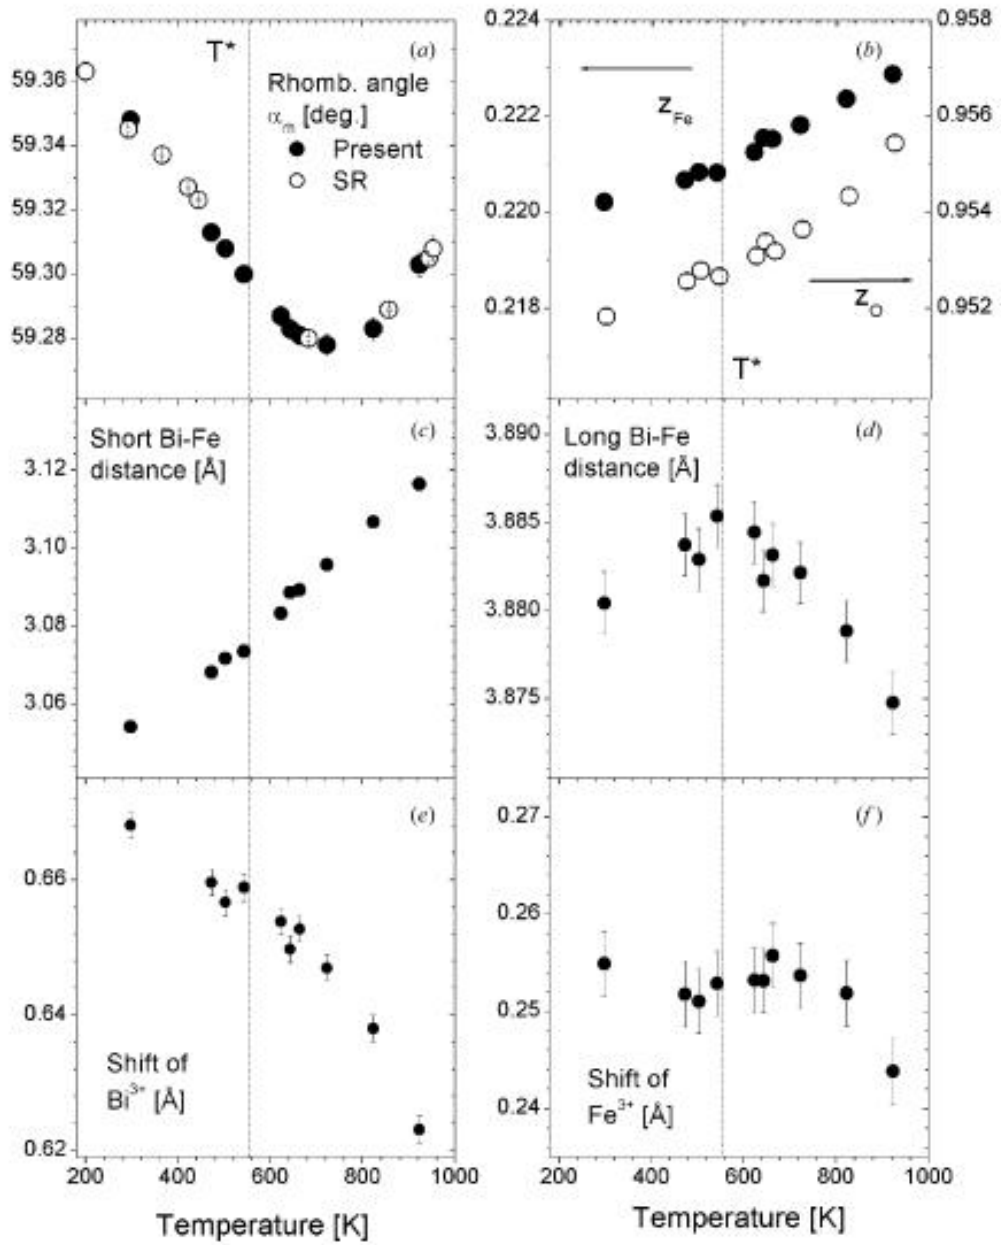 T*
(a)
Rhomb. angle
α_m [deg.]
Present
SR
59.36
59.34
59.32
59.30
59.28
0.224
0.222
0.220
0.218
(b)
z_Fe
z_O
T*
0.958
0.956
0.954
0.952
Short Bi-Fe
distance [Å]
(c)
3.12
3.10
3.08
3.06
Long Bi-Fe
distance [Å]
(d)
3.890
3.885
3.880
3.875
(e)
0.66
0.64
0.62
Shift of
Bi³⁺ [Å]
200 400 600 800 1000
Temperature [K]
(f)
0.27
0.26
0.25
0.24
Shift of
Fe³⁺ [Å]
200 400 600 800 1000
Temperature [K]